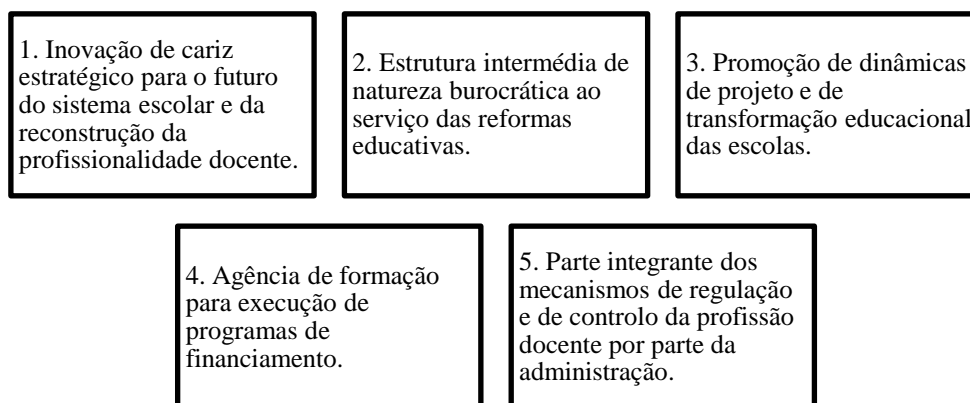 1. Inovação de cariz
estratégico para o futuro
do sistema escolar e da
reconstrução da
profissionalidade docente.
2. Estrutura intermédia de
natureza burocrática ao
serviço das reformas
educativas.
3. Promoção de dinâmicas
de projeto e de
transformação educacional
das escolas.
4. Agência de formação
para execução de
programas de
financiamento.
5. Parte integrante dos
mecanismos de regulação
e de controlo da profissão
docente por parte da
administração.